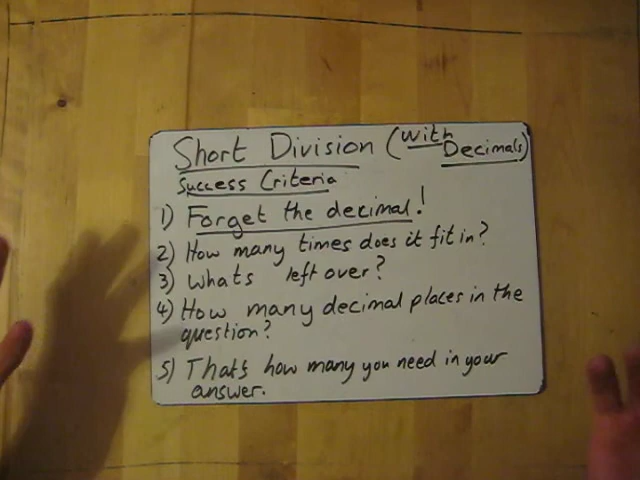 Short Division (with Decimals)
Success Criteria
1) Forget the decimal!
2) How many times does it fit in?
3) Whats left over?
4) How many decimal places in the
question?
5) Thats how many you need in your
answer.